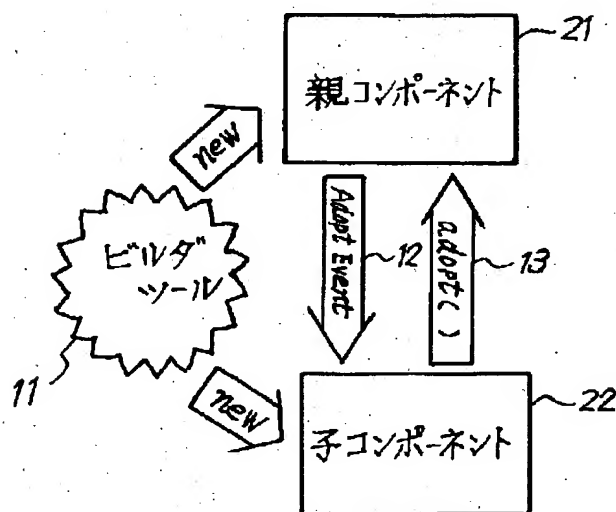 21
親コンポーネント
new
ビルダ
ツール
Adopt Event
12
adopt()
13
11
new
22
子コンポーネント